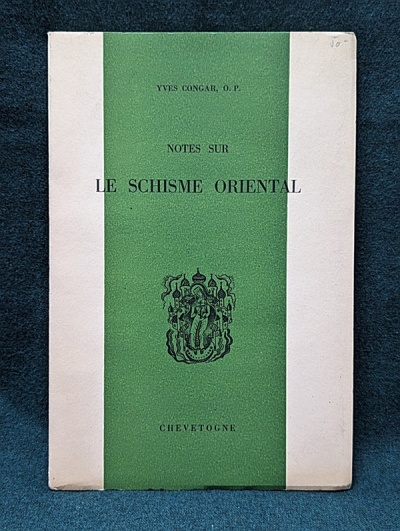 YVES CONGAR, O. P.
NOTES SUR
LE SCHISME ORIENTAL
CHEVETOGNE